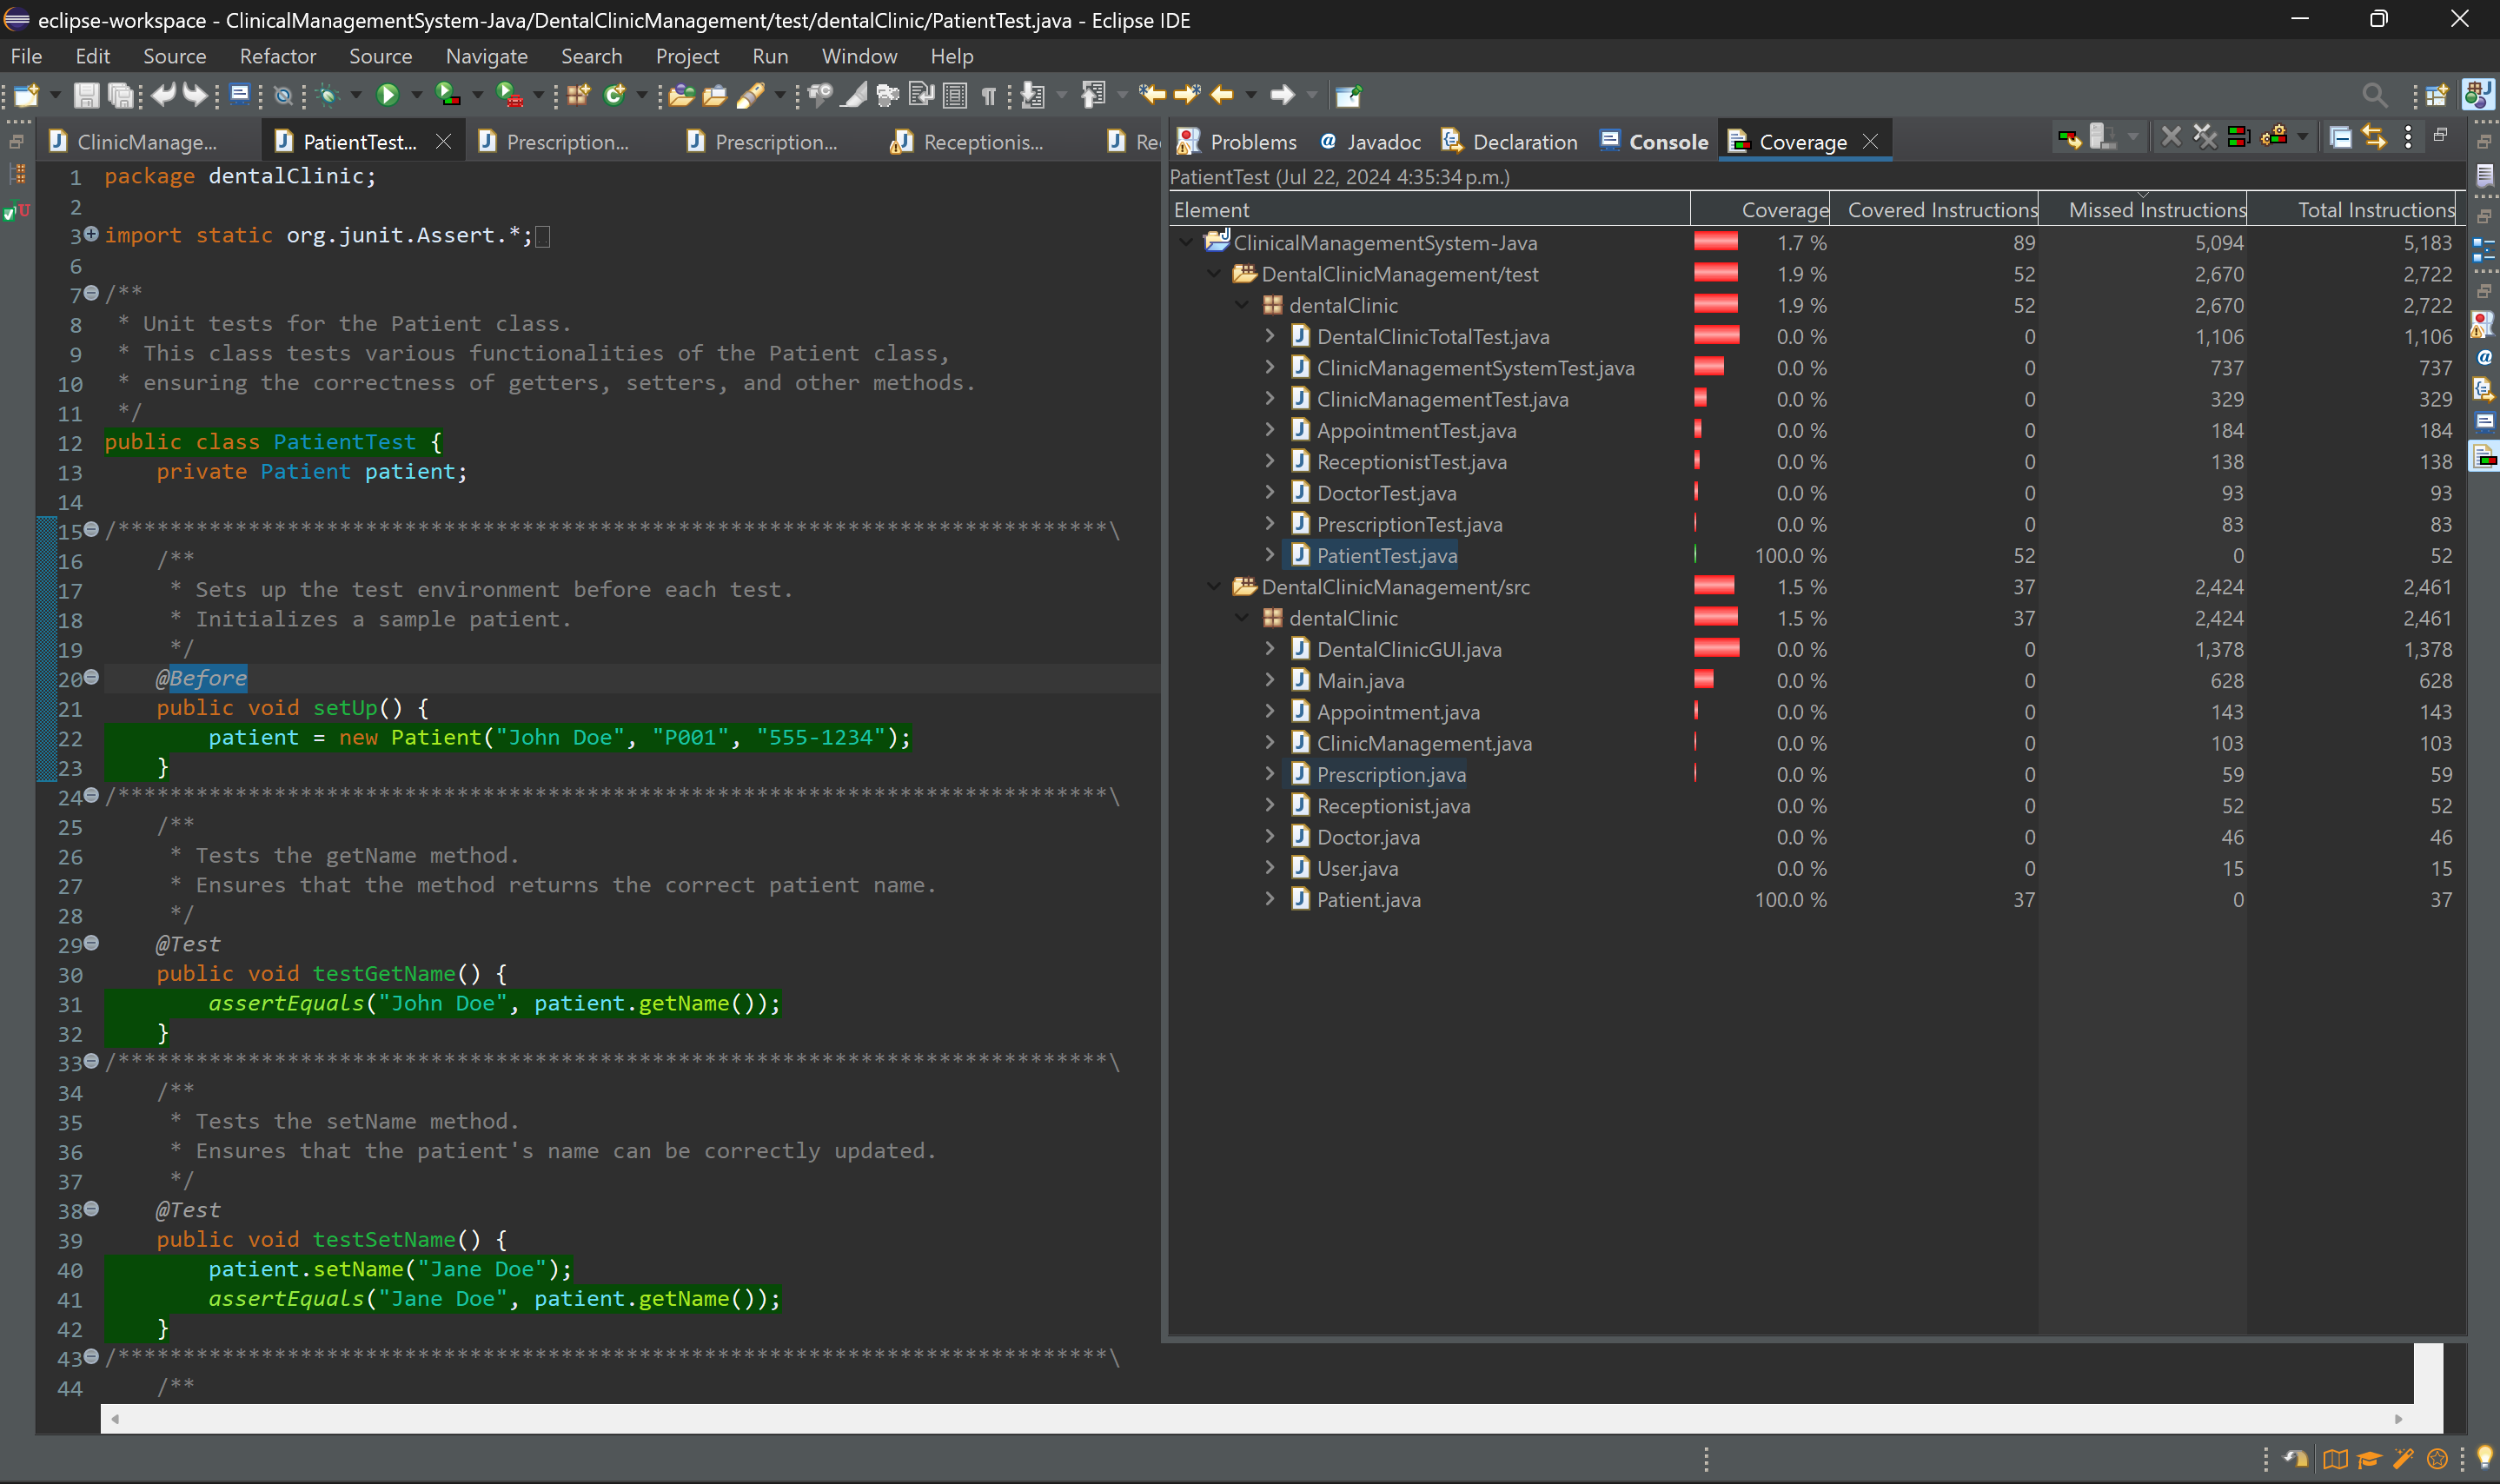 eclipse-workspace - ClinicalManagementSystem-Java/DentalClinicManagement/test/dentalClinic/PatientTest.java - Eclipse IDE
File Edit Source Refactor Source Navigate Search Project Run Window Help
ClinicManage... PatientTest... Prescription... Prescription... Receptionis... Re
1 package dentalClinic;
2
3 import static org.junit.Assert.*;
6
7 /**
8 * Unit tests for the Patient class.
9 * This class tests various functionalities of the Patient class,
10 * ensuring the correctness of getters, setters, and other methods.
11 */
12 public class PatientTest {
13 private Patient patient;
14
15 /****************************************************************************\
16 /**
17 * Sets up the test environment before each test.
18 * Initializes a sample patient.
19 */
20 @Before
21 public void setUp() {
22 patient = new Patient("John Doe", "P001", "555-1234");
23 }
24 /****************************************************************************\
25 /**
26 * Tests the getName method.
27 * Ensures that the method returns the correct patient name.
28 */
29 @Test
30 public void testGetName() {
31 assertEquals("John Doe", patient.getName());
32 }
33 /****************************************************************************\
34 /**
35 * Tests the setName method.
36 * Ensures that the patient's name can be correctly updated.
37 */
38 @Test
39 public void testSetName() {
40 patient.setName("Jane Doe");
41 assertEquals("Jane Doe", patient.getName());
42 }
43 /****************************************************************************\
44 /**
Problems Javadoc Declaration Console Coverage
PatientTest (Jul 22, 2024 4:35:34 p.m.)
Element Coverage Covered Instructions Missed Instructions Total Instructions
ClinicalManagementSystem-Java 1.7 % 89 5,094 5,183
DentalClinicManagement/test 1.9 % 52 2,670 2,722
dentalClinic 1.9 % 52 2,670 2,722
DentalClinicTotalTest.java 0.0 % 0 1,106 1,106
ClinicManagementSystemTest.java 0.0 % 0 737 737
ClinicManagementTest.java 0.0 % 0 329 329
AppointmentTest.java 0.0 % 0 184 184
ReceptionistTest.java 0.0 % 0 138 138
DoctorTest.java 0.0 % 0 93 93
PrescriptionTest.java 0.0 % 0 83 83
PatientTest.java 100.0 % 52 0 52
DentalClinicManagement/src 1.5 % 37 2,424 2,461
dentalClinic 1.5 % 37 2,424 2,461
DentalClinicGUI.java 0.0 % 0 1,378 1,378
Main.java 0.0 % 0 628 628
Appointment.java 0.0 % 0 143 143
ClinicManagement.java 0.0 % 0 103 103
Prescription.java 0.0 % 0 59 59
Receptionist.java 0.0 % 0 52 52
Doctor.java 0.0 % 0 46 46
User.java 0.0 % 0 15 15
Patient.java 100.0 % 37 0 37